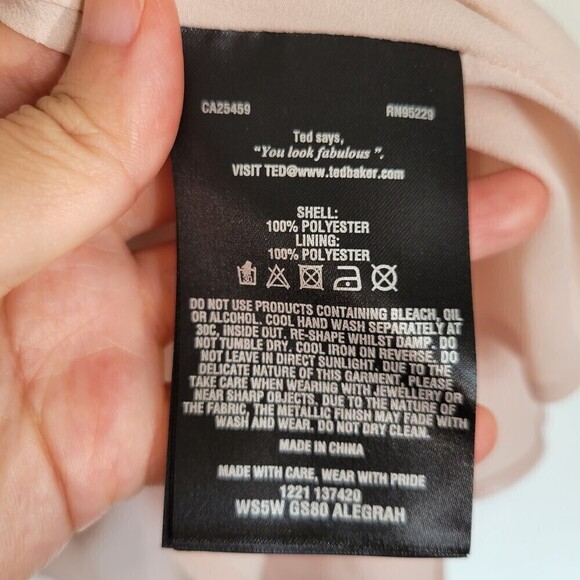 CA25459 RN95229
Ted says,
"You look fabulous".
VISIT TED@www.tedbaker.com
SHELL:
100% POLYESTER
LINING:
100% POLYESTER
DO NOT USE PRODUCTS CONTAINING BLEACH, OIL
OR ALCOHOL. COOL HAND WASH SEPARATELY AT
30C, INSIDE OUT. RE-SHAPE WHILST DAMP. DO
NOT TUMBLE DRY. COOL IRON ON REVERSE. DO
NOT LEAVE IN DIRECT SUNLIGHT. DUE TO THE
DELICATE NATURE OF THIS GARMENT, PLEASE
TAKE CARE WHEN WEARING WITH JEWELLERY OR
NEAR SHARP OBJECTS. DUE TO THE NATURE OF
THE FABRIC, THE METALLIC FINISH MAY FADE WITH
WASH AND WEAR. DO NOT DRY CLEAN.
MADE IN CHINA
MADE WITH CARE, WEAR WITH PRIDE
1221 137420
WS5W GS80 ALEGRAH